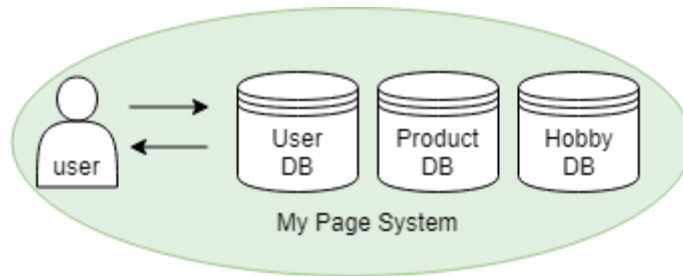 user
User
DB
Product
DB
Hobby
DB
My Page System